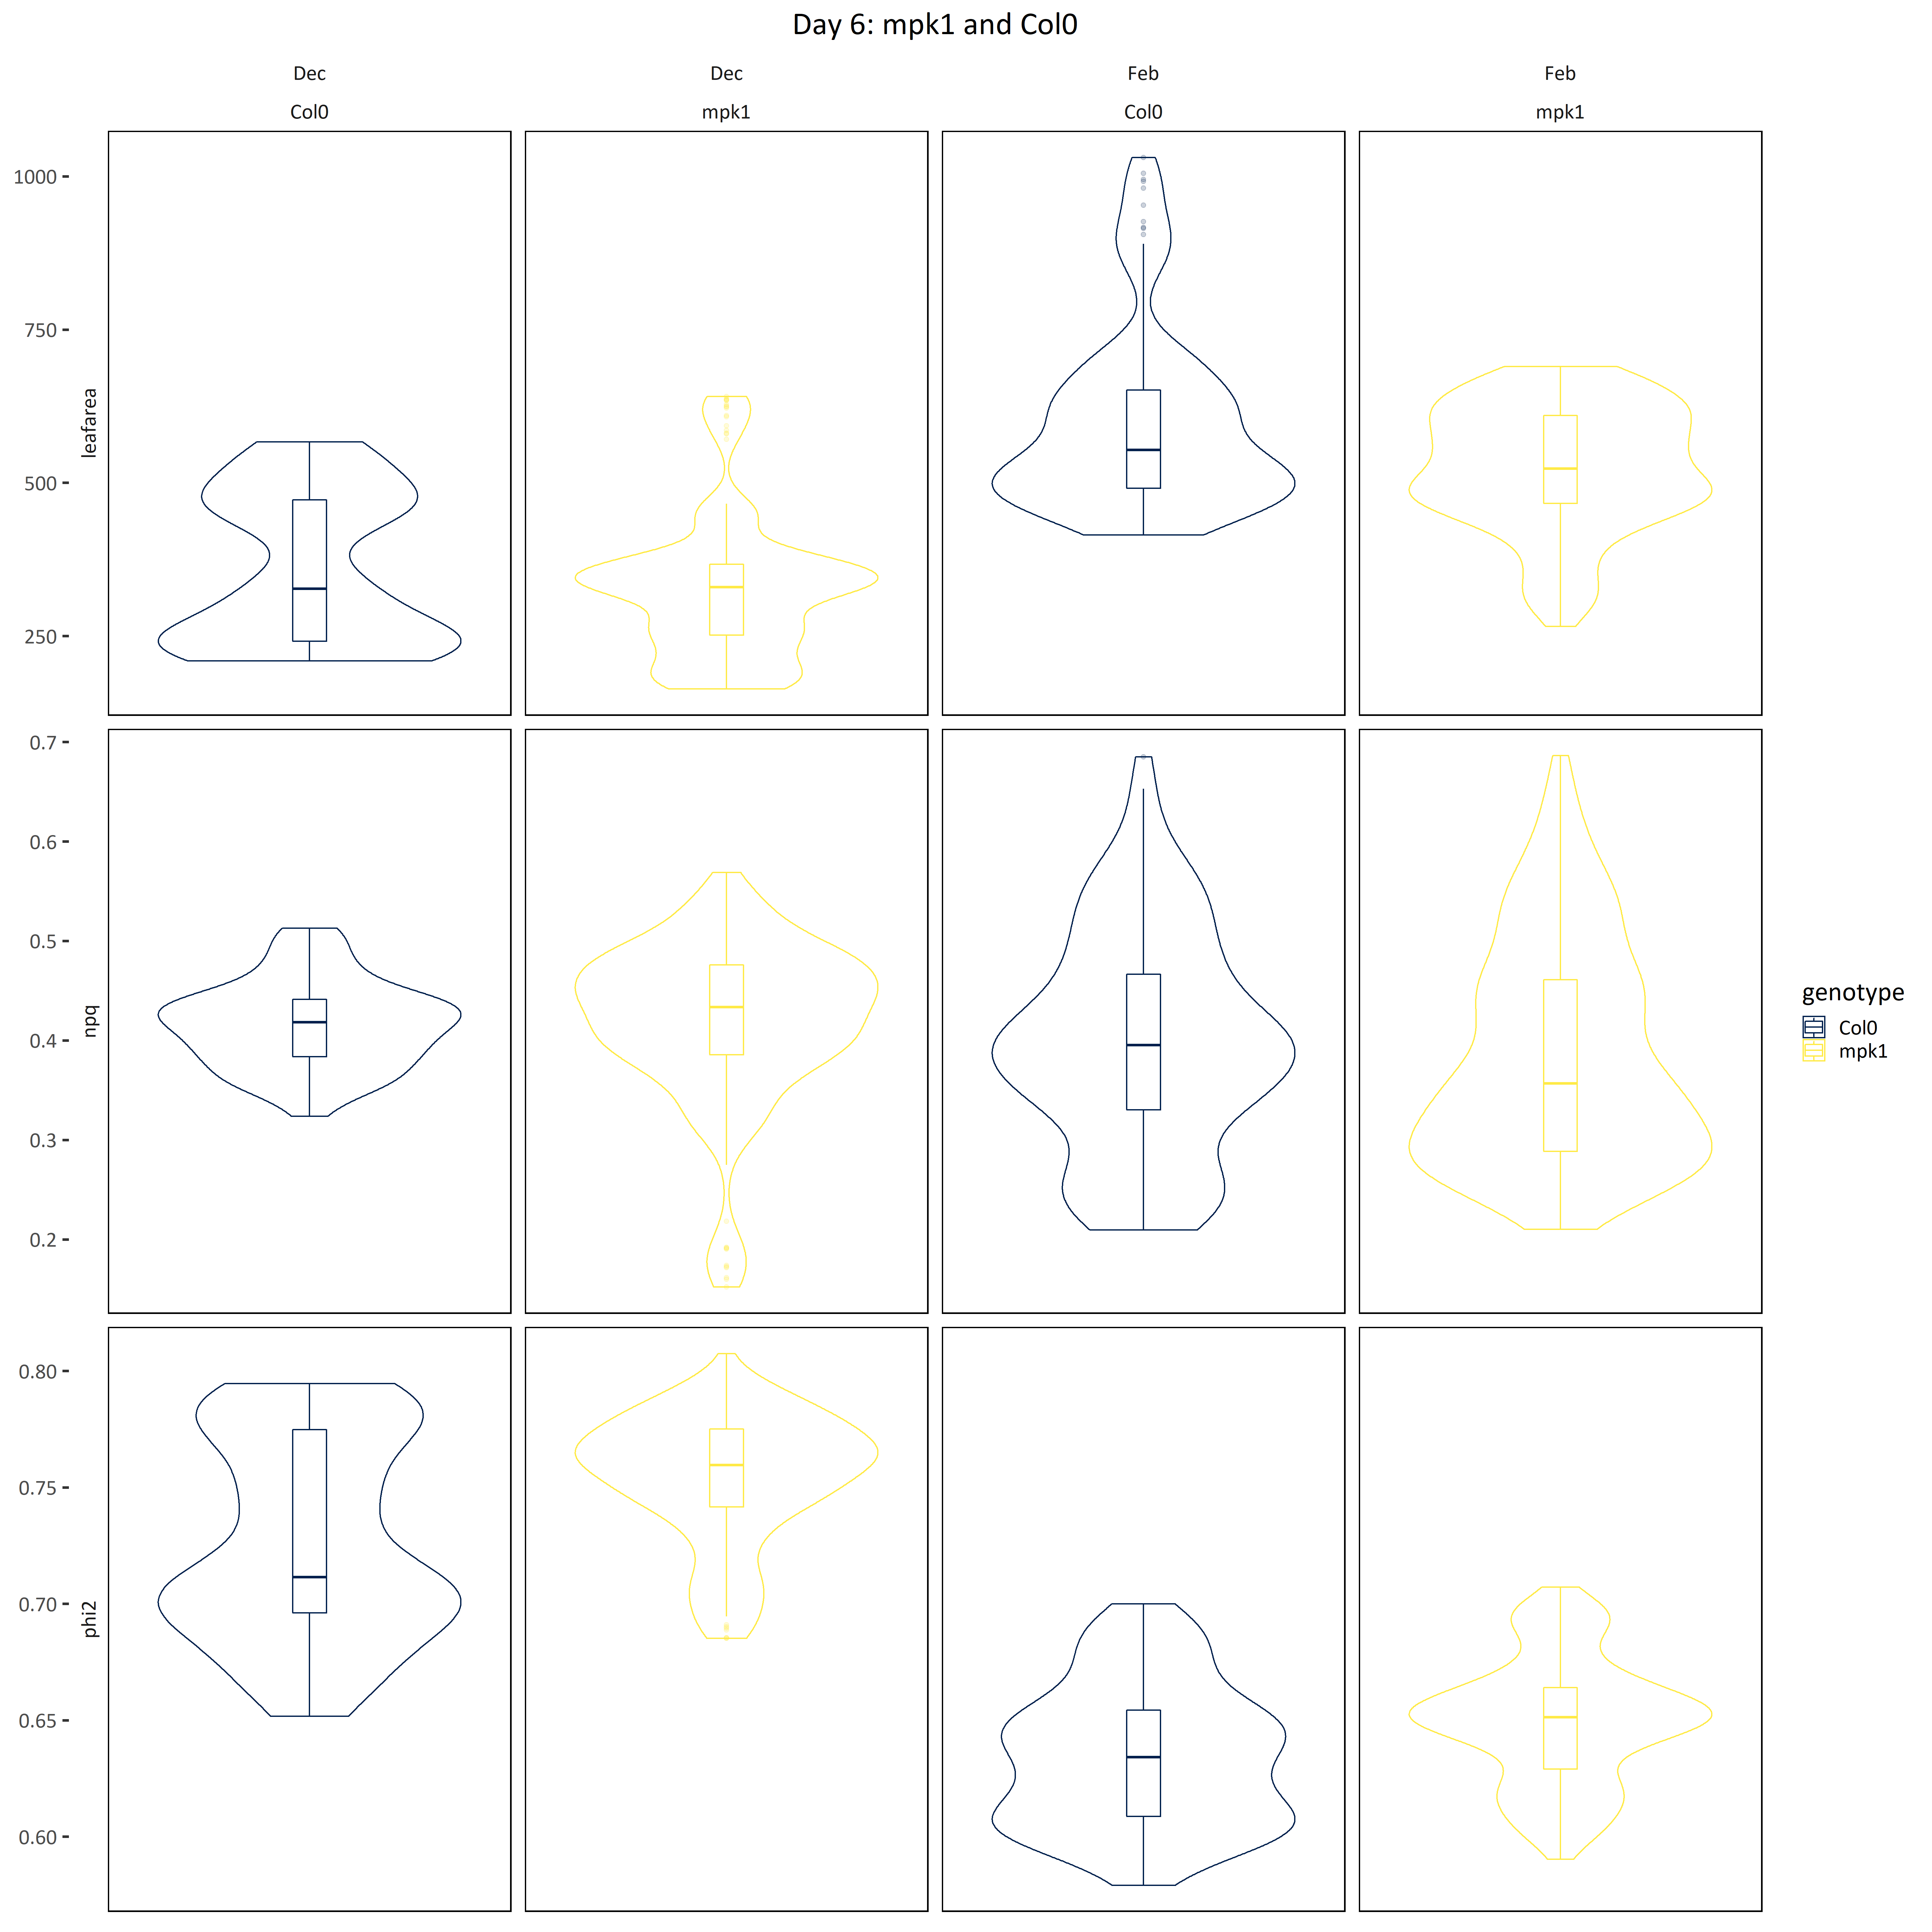 Day 6: mpk1 and Col0
Dec Dec Feb Feb
Col0 mpk1 Col0 mpk1
1000
750
500
250
leafarea
0.7
0.6
0.5
0.4
0.3
0.2
npq
0.80
0.75
0.70
0.65
0.60
phi2
genotype
Col0
mpk1